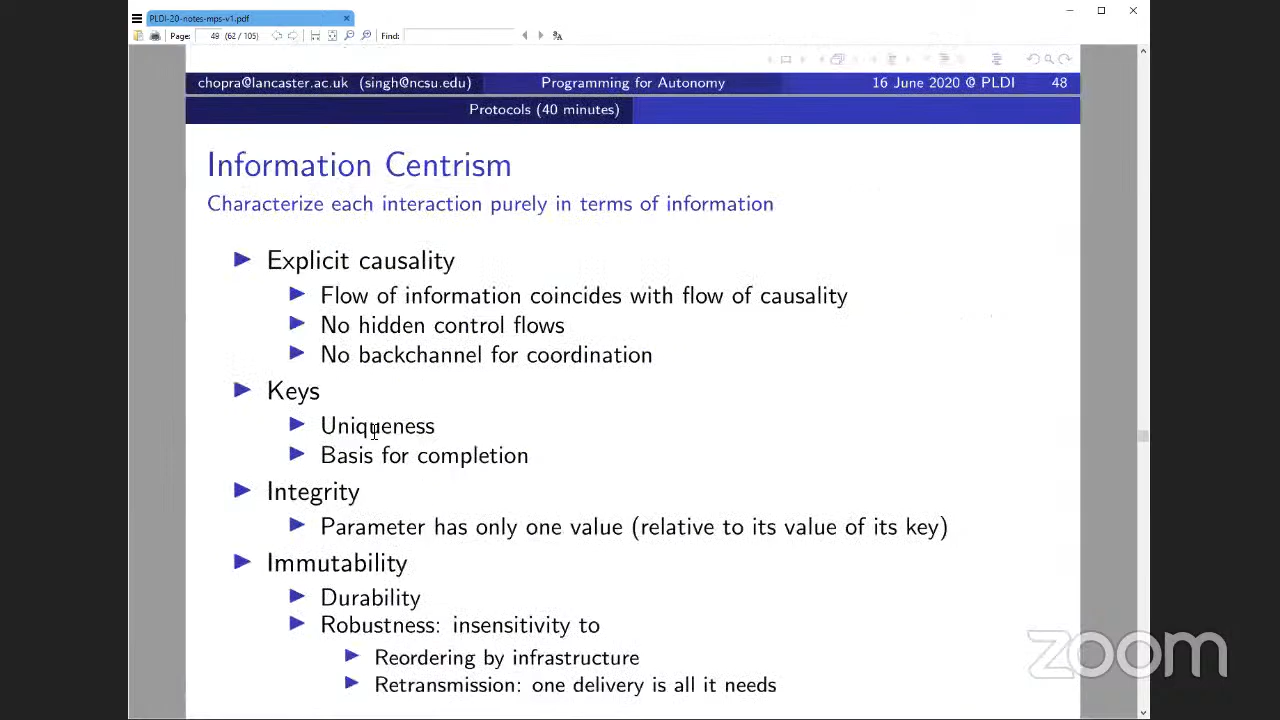 PLDI-20-notes-mps-v1.pdf
Page: 49 (62 / 105) Find:
chopra@lancaster.ac.uk (singh@ncsu.edu) Programming for Autonomy 16 June 2020 @ PLDI 48
Protocols (40 minutes)
Information Centrism
Characterize each interaction purely in terms of information
Explicit causality
Flow of information coincides with flow of causality
No hidden control flows
No backchannel for coordination
Keys
Uniqueness
Basis for completion
Integrity
Parameter has only one value (relative to its value of its key)
Immutability
Durability
Robustness: insensitivity to
Reordering by infrastructure
Retransmission: one delivery is all it needs
zoom